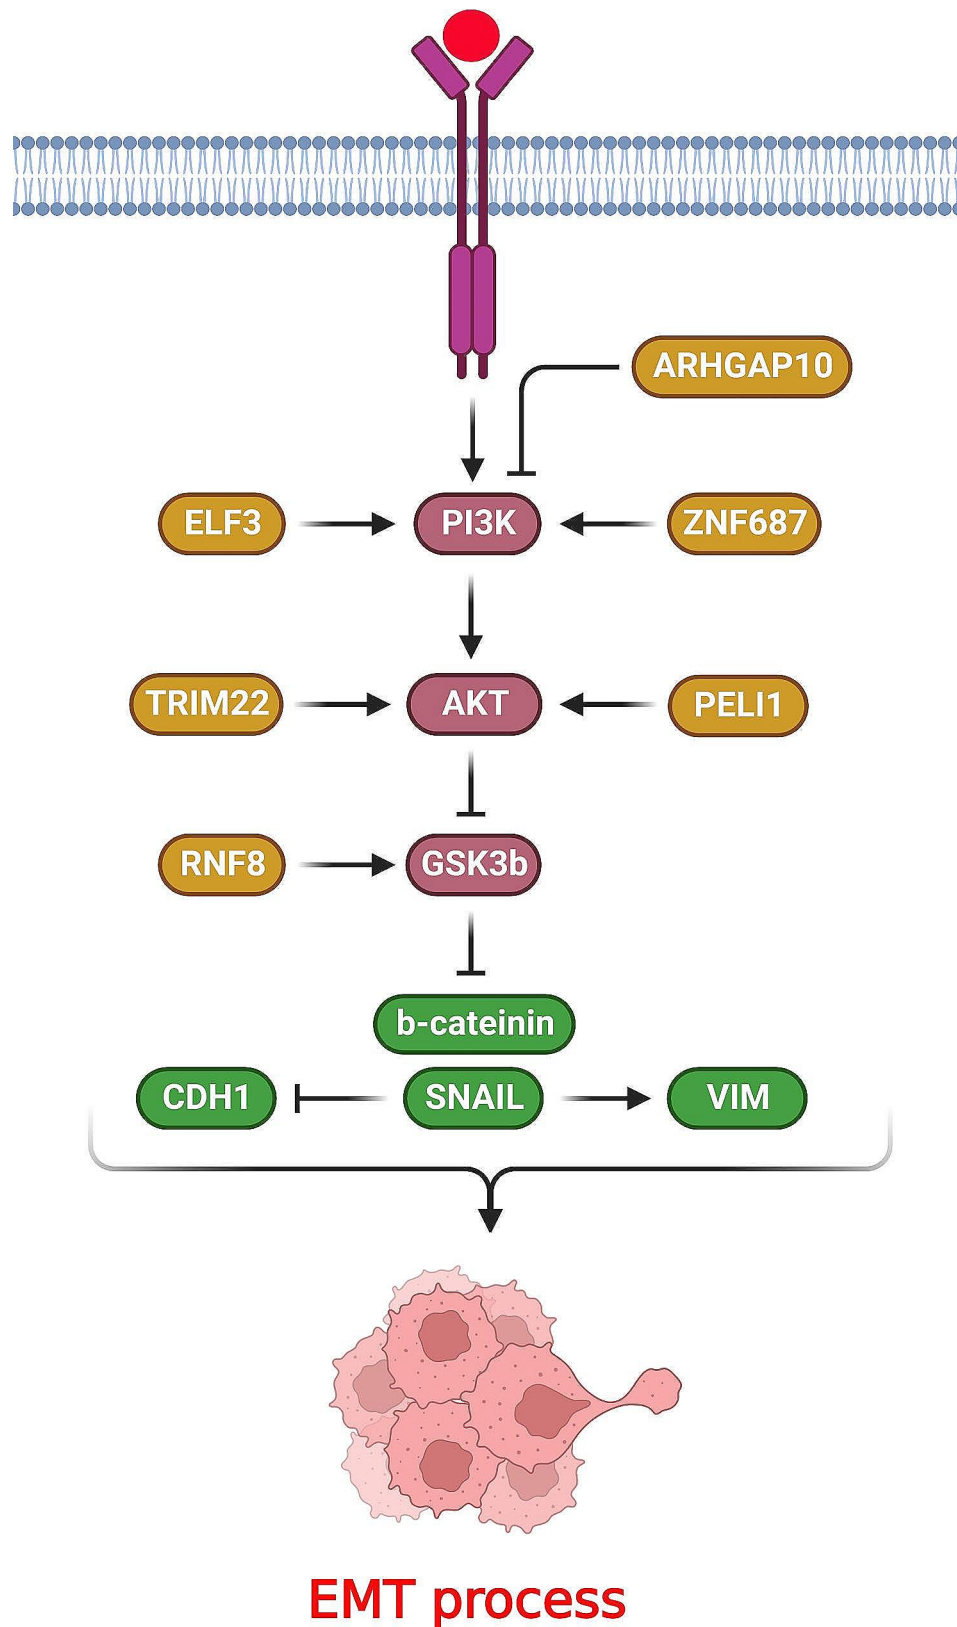 ARHGAP10
ELF3
PI3K
ZNF687
TRIM22
AKT
PELI1
RNF8
GSK3b
b-cateinin
CDH1
SNAIL
VIM
EMT process